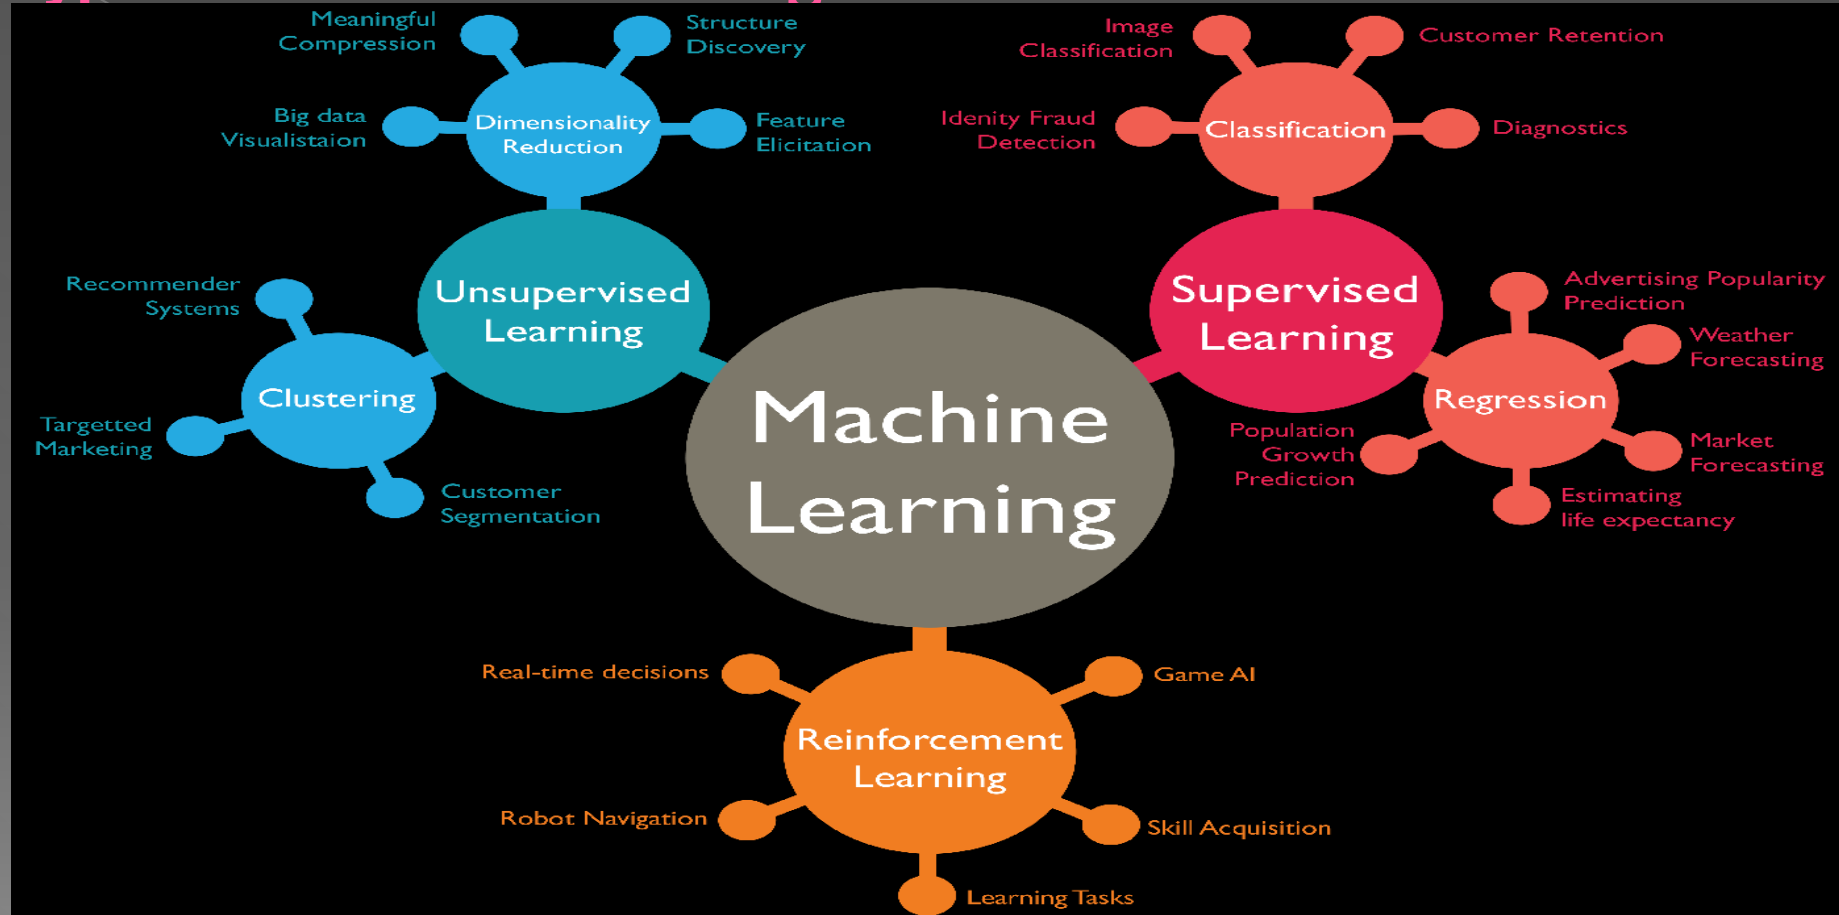 Machine
Learning
Unsupervised
Learning
Dimensionality
Reduction
Meaningful
Compression
Structure
Discovery
Big data
Visualistaion
Feature
Elicitation
Clustering
Recommender
Systems
Targetted
Marketing
Customer
Segmentation
Supervised
Learning
Classification
Image
Classification
Customer Retention
Idenity Fraud
Detection
Diagnostics
Regression
Advertising Popularity
Prediction
Weather
Forecasting
Population
Growth
Prediction
Market
Forecasting
Estimating
life expectancy
Reinforcement
Learning
Real-time decisions
Game AI
Robot Navigation
Skill Acquisition
Learning Tasks